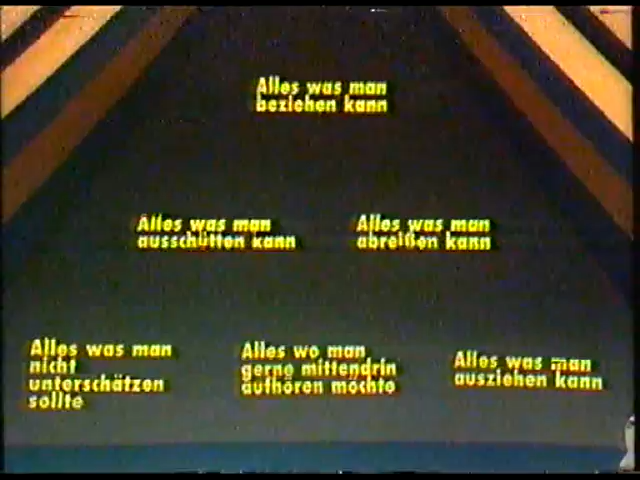 Alles was man
beziehen kann
Alles was man
ausschütten kann
Alles was man
abreißen kann
Alles was man
nicht
unterschätzen
sollte
Alles wo man
gerne mittendrin
aufhören möchte
Alles was man
ausziehen kann